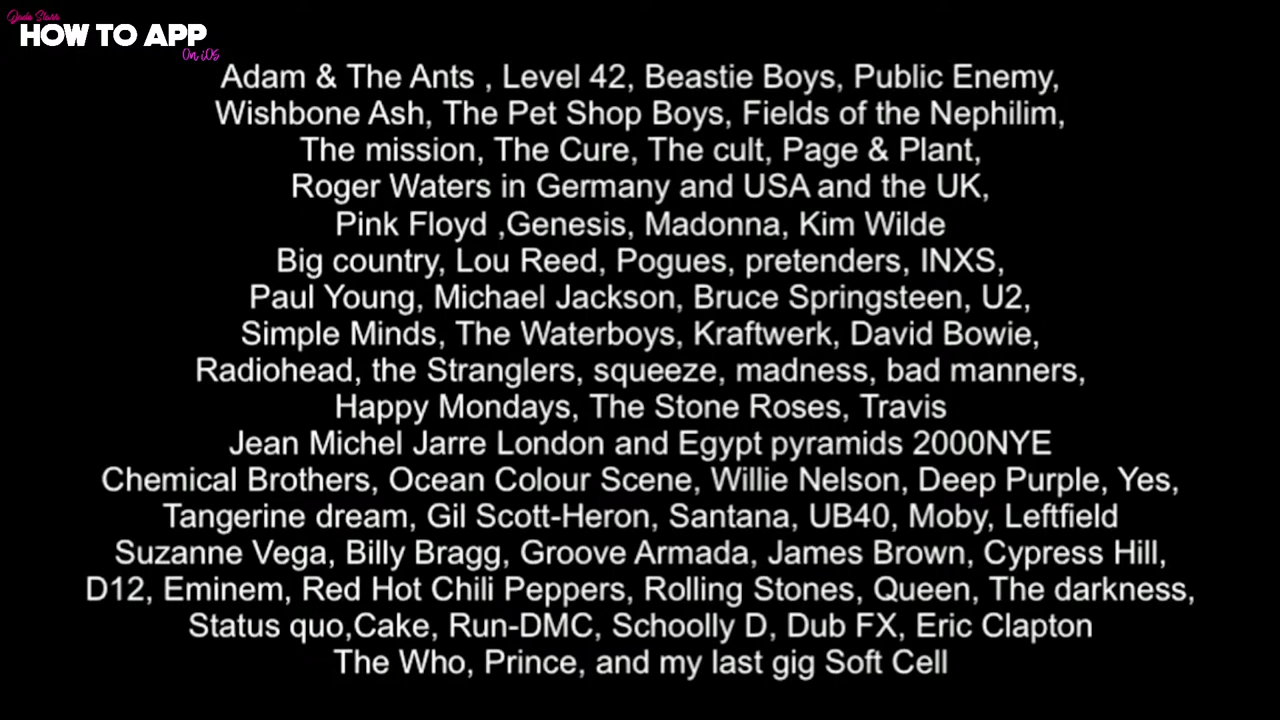 Jade Starr
HOW TO APP
On iOS
Adam & The Ants , Level 42, Beastie Boys, Public Enemy,
Wishbone Ash, The Pet Shop Boys, Fields of the Nephilim,
The mission, The Cure, The cult, Page & Plant,
Roger Waters in Germany and USA and the UK,
Pink Floyd ,Genesis, Madonna, Kim Wilde
Big country, Lou Reed, Pogues, pretenders, INXS,
Paul Young, Michael Jackson, Bruce Springsteen, U2,
Simple Minds, The Waterboys, Kraftwerk, David Bowie,
Radiohead, the Stranglers, squeeze, madness, bad manners,
Happy Mondays, The Stone Roses, Travis
Jean Michel Jarre London and Egypt pyramids 2000NYE
Chemical Brothers, Ocean Colour Scene, Willie Nelson, Deep Purple, Yes,
Tangerine dream, Gil Scott-Heron, Santana, UB40, Moby, Leftfield
Suzanne Vega, Billy Bragg, Groove Armada, James Brown, Cypress Hill,
D12, Eminem, Red Hot Chili Peppers, Rolling Stones, Queen, The darkness,
Status quo,Cake, Run-DMC, Schoolly D, Dub FX, Eric Clapton
The Who, Prince, and my last gig Soft Cell